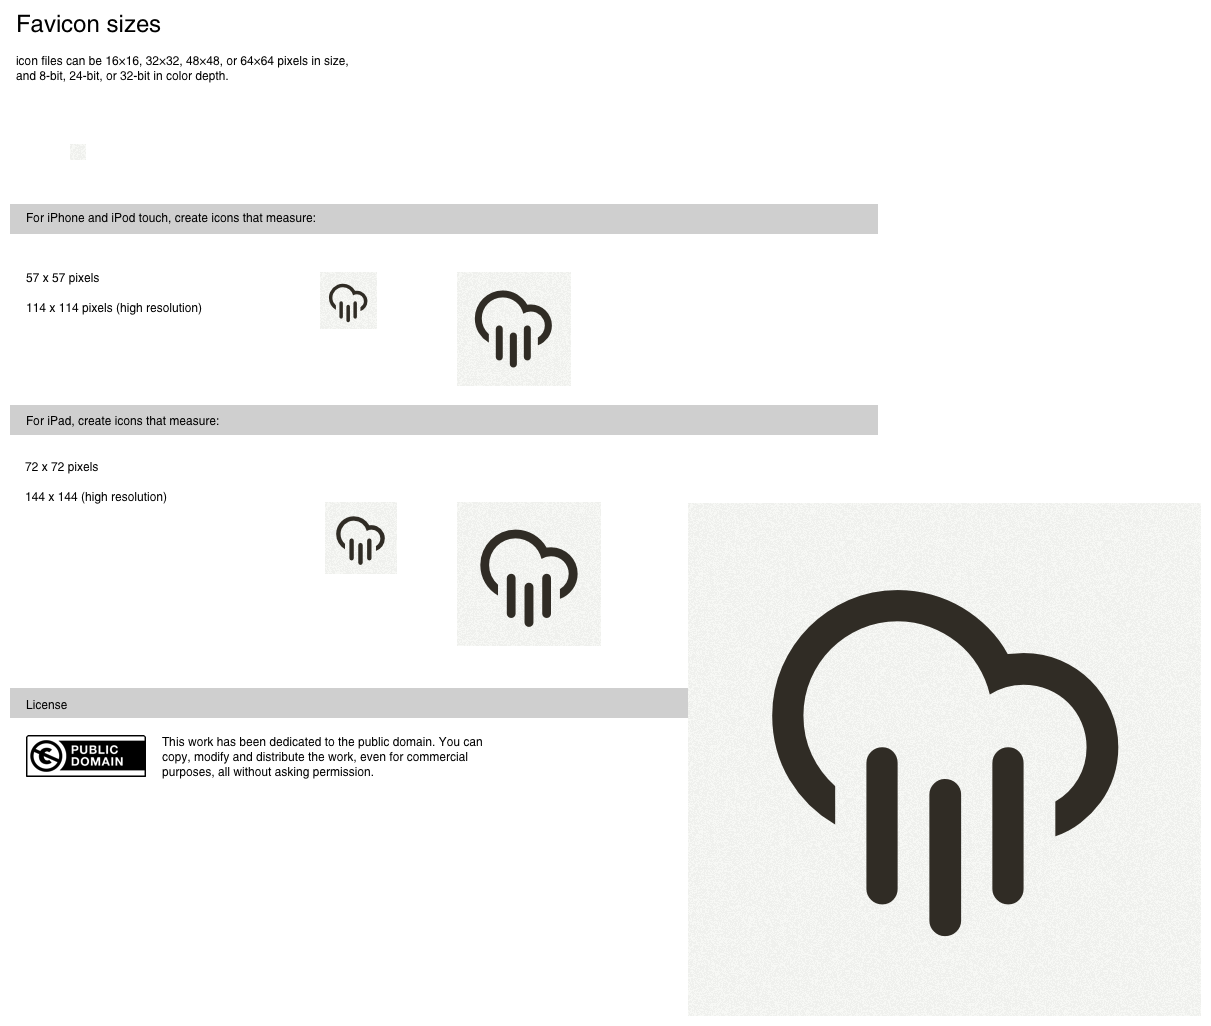 Favicon sizes
icon files can be 16×16, 32×32, 48×48, or 64×64 pixels in size,
and 8-bit, 24-bit, or 32-bit in color depth.
For iPhone and iPod touch, create icons that measure:
57 x 57 pixels
114 x 114 pixels (high resolution)
For iPad, create icons that measure:
72 x 72 pixels
144 x 144 (high resolution)
License
PUBLIC
DOMAIN
This work has been dedicated to the public domain. You can
copy, modify and distribute the work, even for commercial
purposes, all without asking permission.